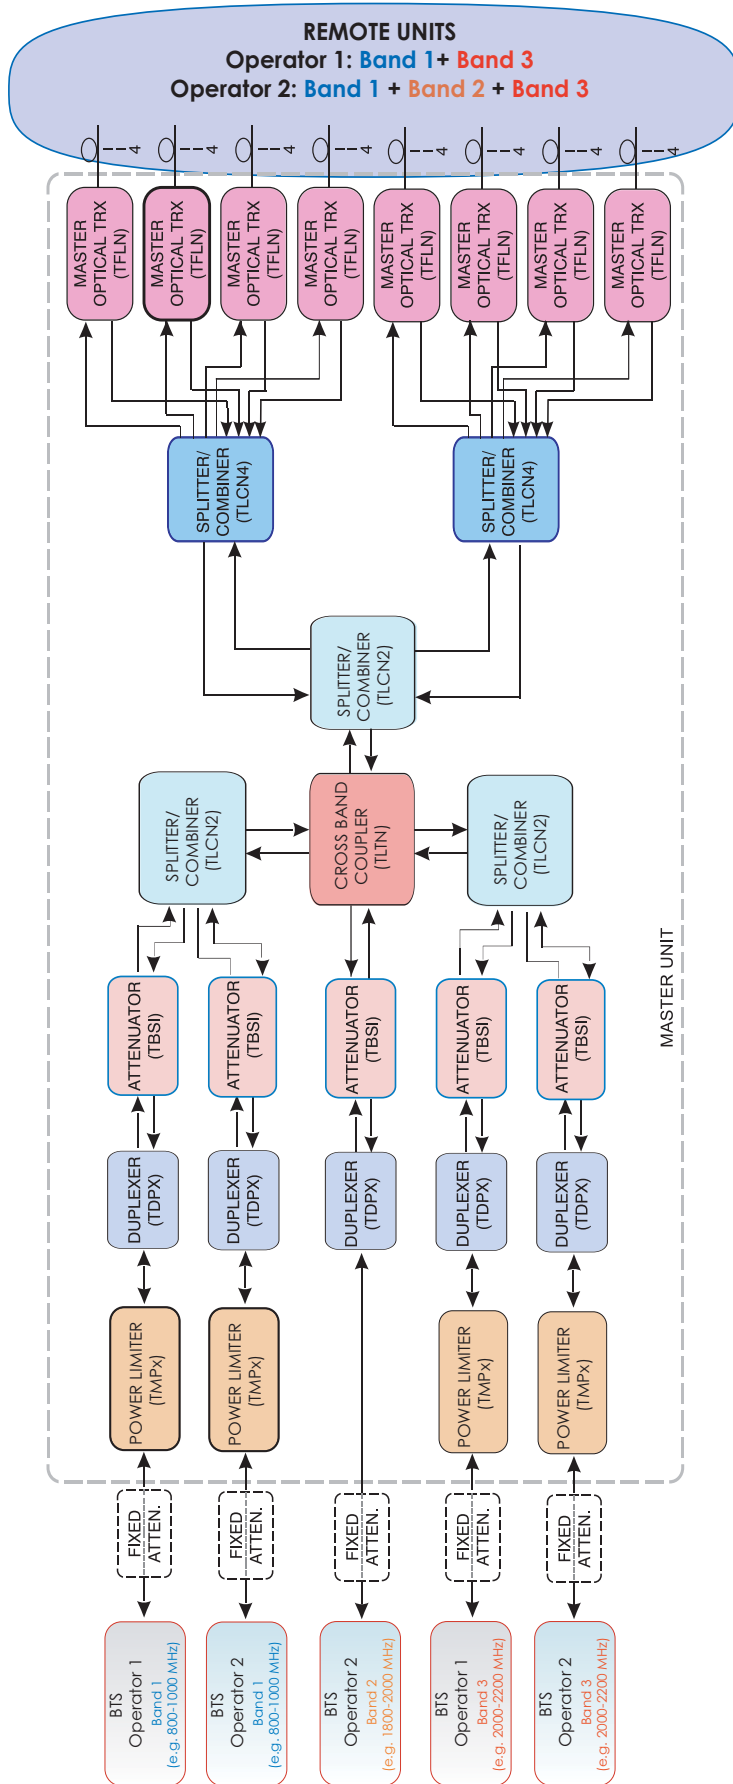 REMOTE UNITS
Operator 1: Band 1+ Band 3
Operator 2: Band 1 + Band 2 + Band 3
4
4
4
4
4
4
4
4
MASTER
OPTICAL TRX
(TFLN)
MASTER
OPTICAL TRX
(TFLN)
MASTER
OPTICAL TRX
(TFLN)
MASTER
OPTICAL TRX
(TFLN)
MASTER
OPTICAL TRX
(TFLN)
MASTER
OPTICAL TRX
(TFLN)
MASTER
OPTICAL TRX
(TFLN)
MASTER
OPTICAL TRX
(TFLN)
SPLITTER/
COMBINER
(TLCN4)
SPLITTER/
COMBINER
(TLCN4)
SPLITTER/
COMBINER
(TLCN2)
SPLITTER/
COMBINER
(TLCN2)
CROSS BAND
COUPLER
(TLTN)
SPLITTER/
COMBINER
(TLCN2)
ATTENUATOR
(TBSI)
ATTENUATOR
(TBSI)
ATTENUATOR
(TBSI)
ATTENUATOR
(TBSI)
ATTENUATOR
(TBSI)
MASTER UNIT
DUPLEXER
(TDPX)
DUPLEXER
(TDPX)
DUPLEXER
(TDPX)
DUPLEXER
(TDPX)
DUPLEXER
(TDPX)
POWER LIMITER
(TMPx)
POWER LIMITER
(TMPx)
POWER LIMITER
(TMPx)
POWER LIMITER
(TMPx)
FIXED
ATTEN.
FIXED
ATTEN.
FIXED
ATTEN.
FIXED
ATTEN.
FIXED
ATTEN.
BTS
Operator 1
Band 1
(e.g. 800-1000 MHz)
BTS
Operator 2
Band 1
(e.g. 800-1000 MHz)
BTS
Operator 2
Band 2
(e.g. 1800-2000 MHz)
BTS
Operator 1
Band 3
(e.g. 2000-2200 MHz)
BTS
Operator 2
Band 3
(e.g. 2000-2200 MHz)